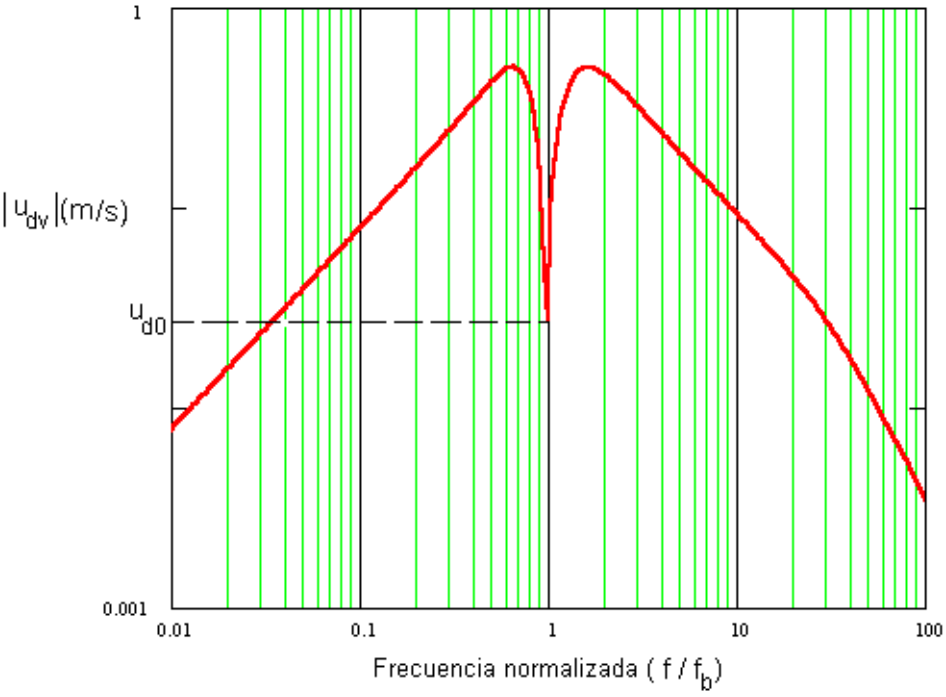 1
|u_dv|(m/s)
u_d0
0.001
0.01 0.1 1 10 100
Frecuencia normalizada ( f / f_b)